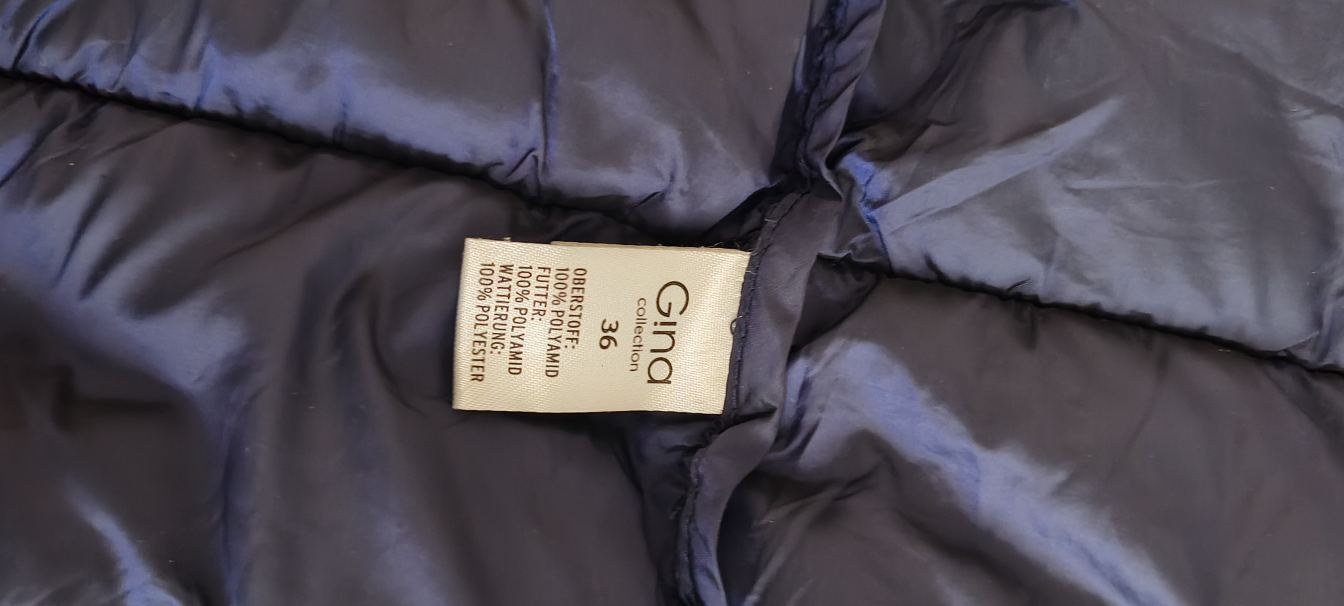 Gina
collection
36
OBERSTOFF:
100% POLYAMID
FUTTER:
100% POLYAMID
WATTIERUNG:
100% POLYESTER